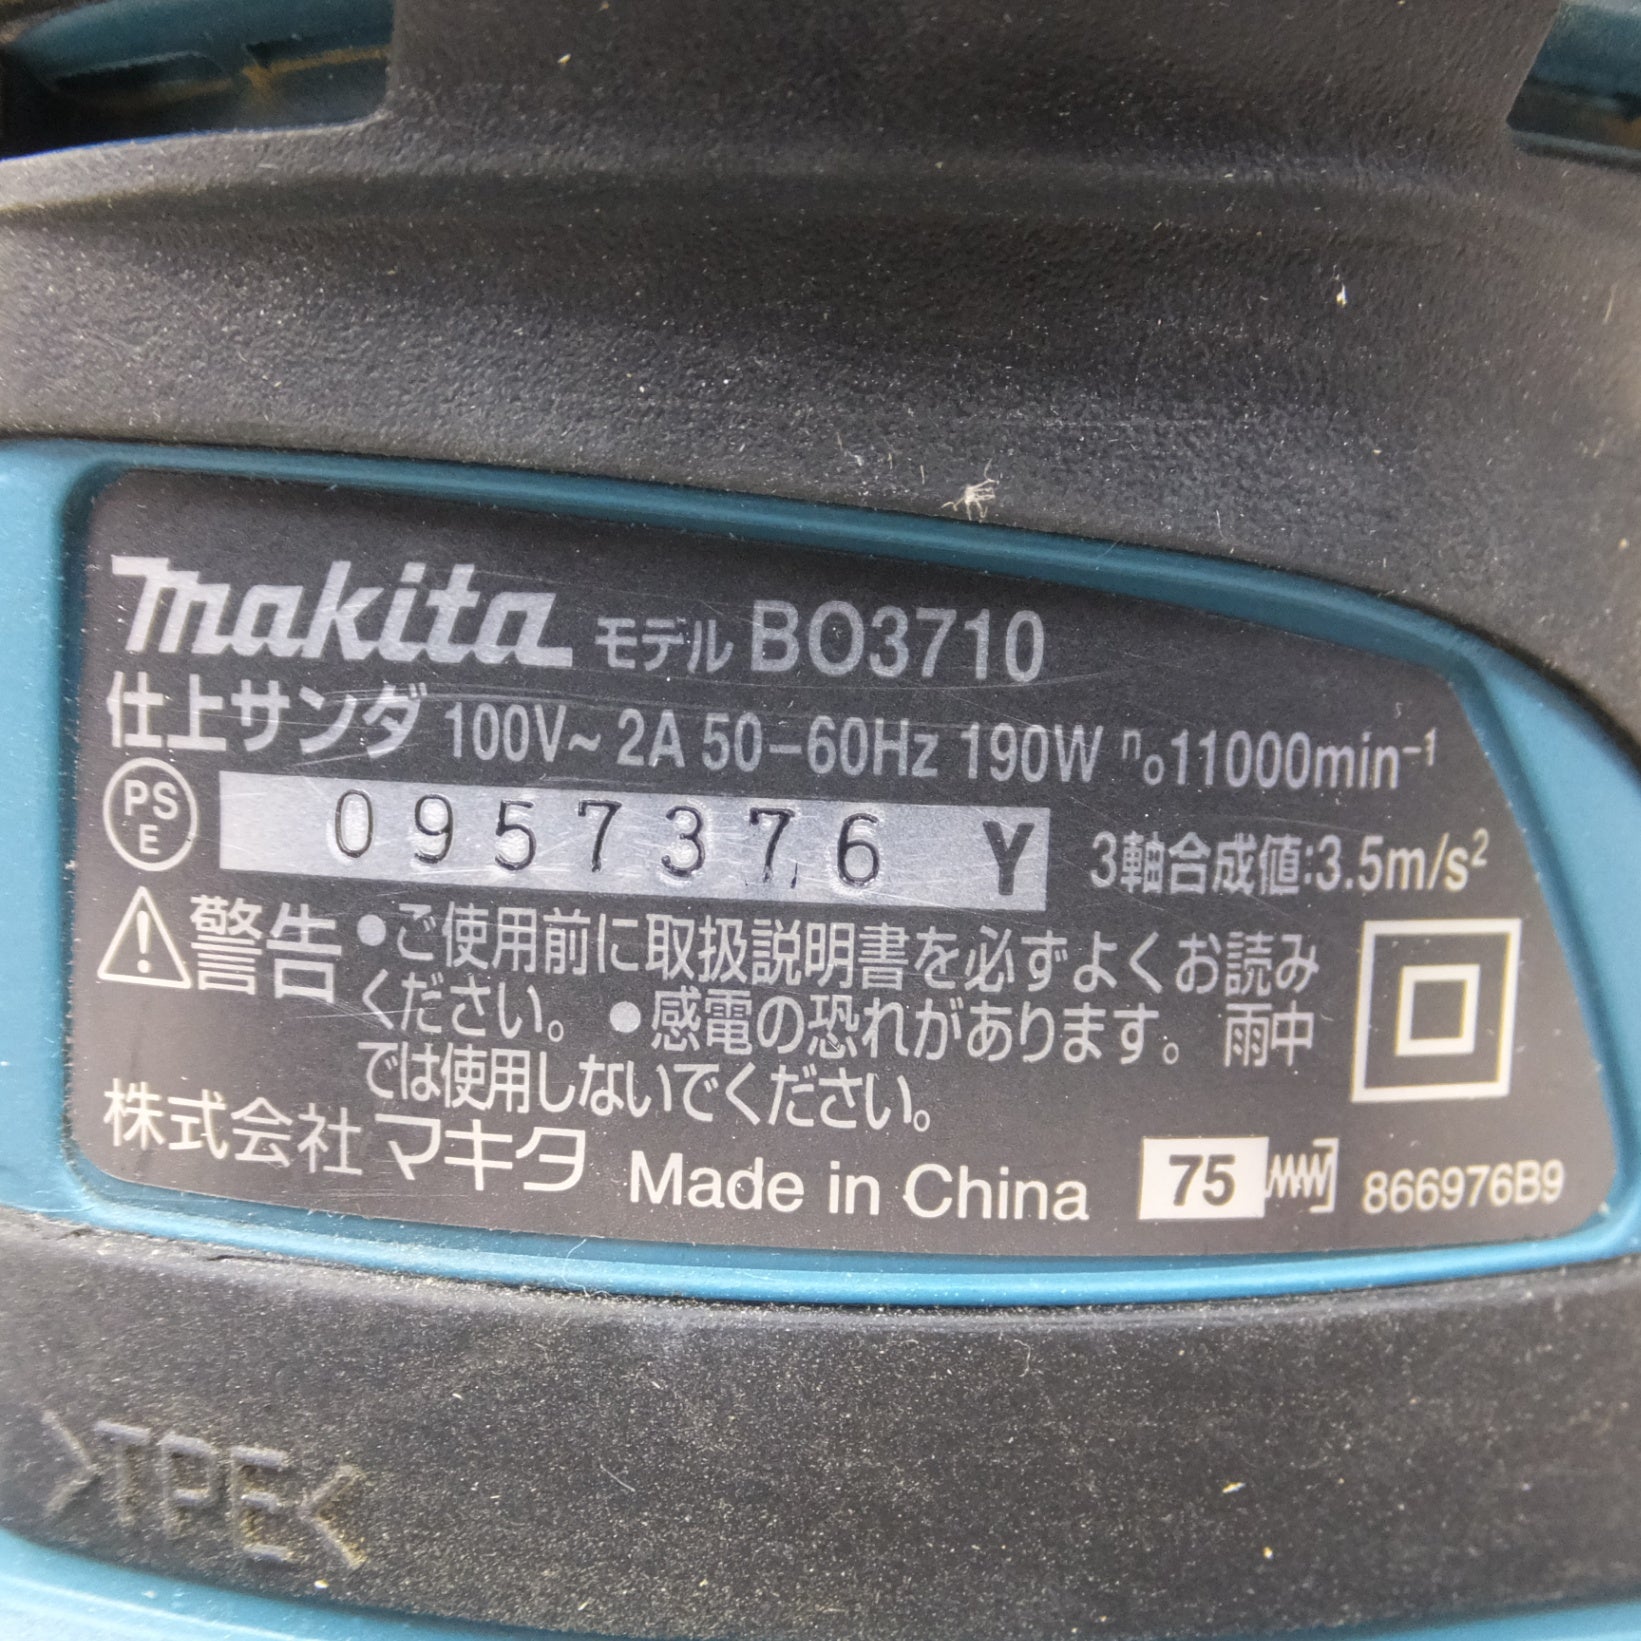 makita モデル BO3710
仕上サンダ 100V~ 2A 50-60Hz 190W n₀11000min⁻¹
PS
E
0957376 Y
3軸合成値:3.5m/s²
警告 ●ご使用前に取扱説明書を必ずよくお読み
ください。 ●感電の恐れがあります。 雨中
では使用しないでください。
株式会社マキタ Made in China 75 866976B9
>TPE<